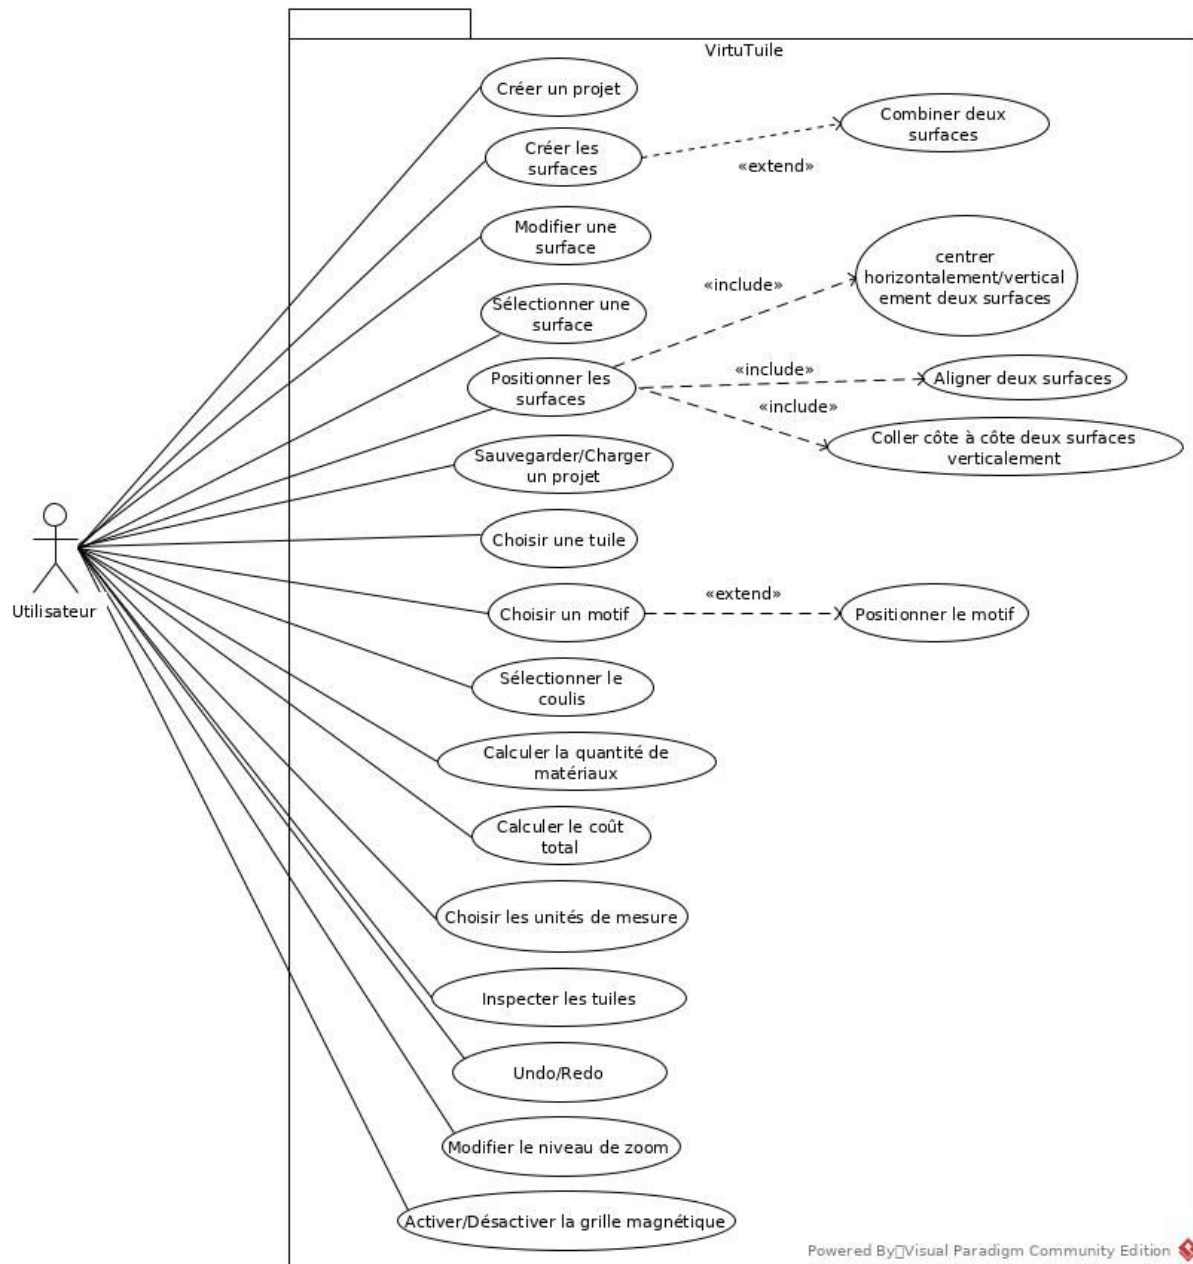 VirtuTuile
Créer un projet
Combiner deux
surfaces
Créer les
surfaces
«extend»
Modifier une
surface
centrer
horizontalement/vertical
ement deux surfaces
«include»
Sélectionner une
surface
Positionner les
surfaces
«include»
Aligner deux surfaces
«include»
Coller côte à côte deux surfaces
verticalement
Sauvegarder/Charger
un projet
Choisir une tuile
Utilisateur
Choisir un motif
«extend»
Positionner le motif
Sélectionner le
coulis
Calculer la quantité de
matériaux
Calculer le coût
total
Choisir les unités de mesure
Inspecter les tuiles
Undo/Redo
Modifier le niveau de zoom
Activer/Désactiver la grille magnétique
Powered By Visual Paradigm Community Edition